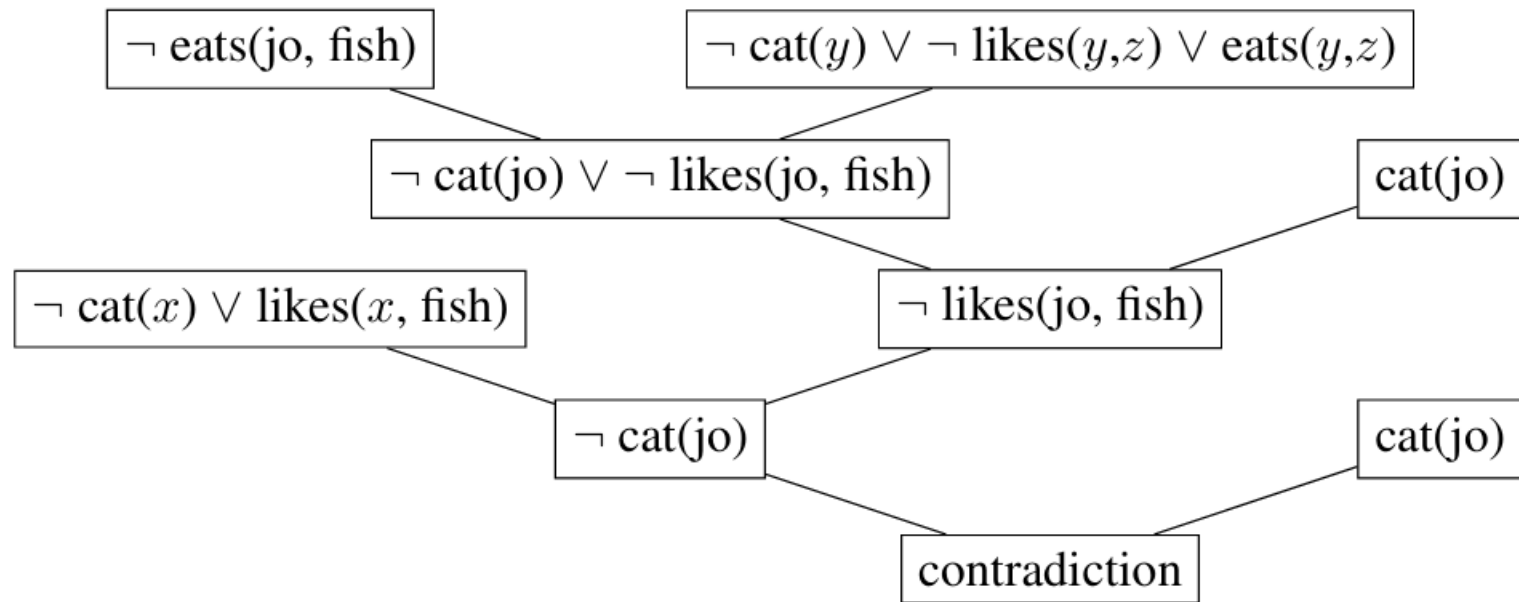 ¬ eats(jo, fish)
¬ cat(y) ∨ ¬ likes(y,z) ∨ eats(y,z)
¬ cat(jo) ∨ ¬ likes(jo, fish)
cat(jo)
¬ cat(x) ∨ likes(x, fish)
¬ likes(jo, fish)
¬ cat(jo)
cat(jo)
contradiction